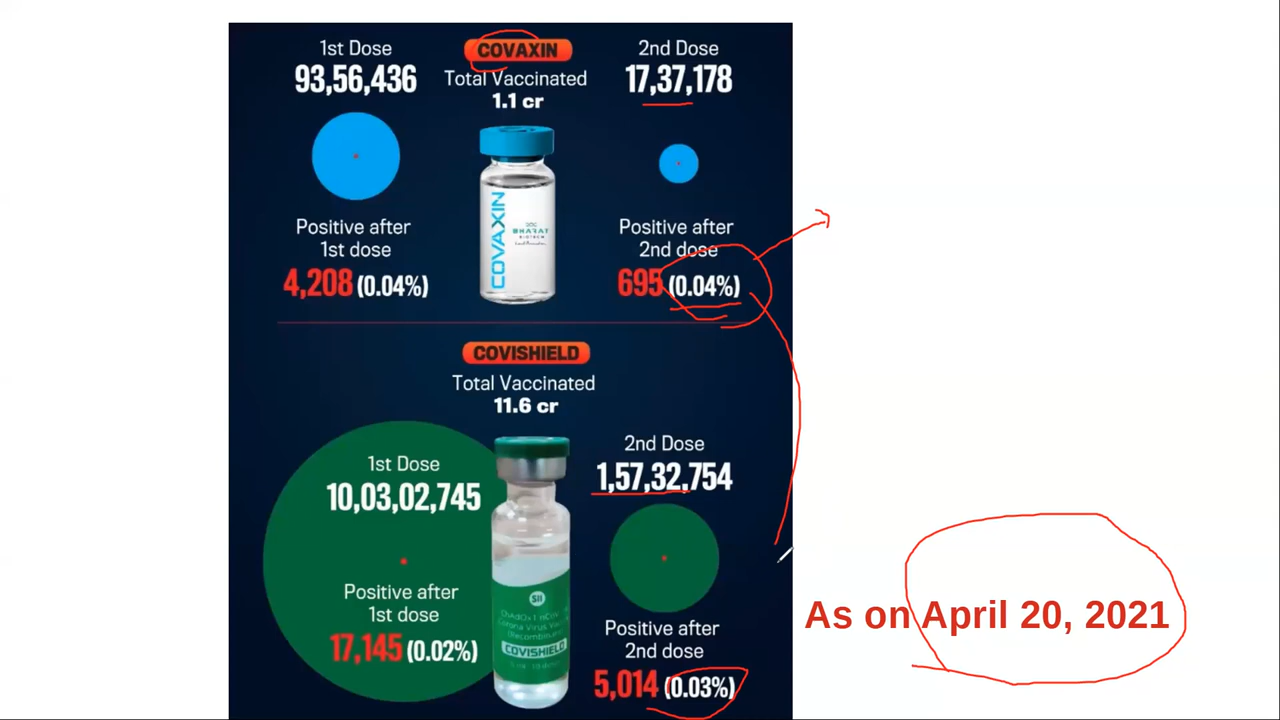 1st Dose
93,56,436
COVAXIN
Total Vaccinated
1.1 cr
2nd Dose
17,37,178
COVAXIN
BHARAT
BIOTECH
Positive after
1st dose
4,208 (0.04%)
Positive after
2nd dose
695 (0.04%)
COVISHIELD
Total Vaccinated
11.6 cr
1st Dose
10,03,02,745
Positive after
1st dose
17,145 (0.02%)
2nd Dose
1,57,32,754
SII
COVISHIELD
Positive after
2nd dose
5,014 (0.03%)
As on April 20, 2021